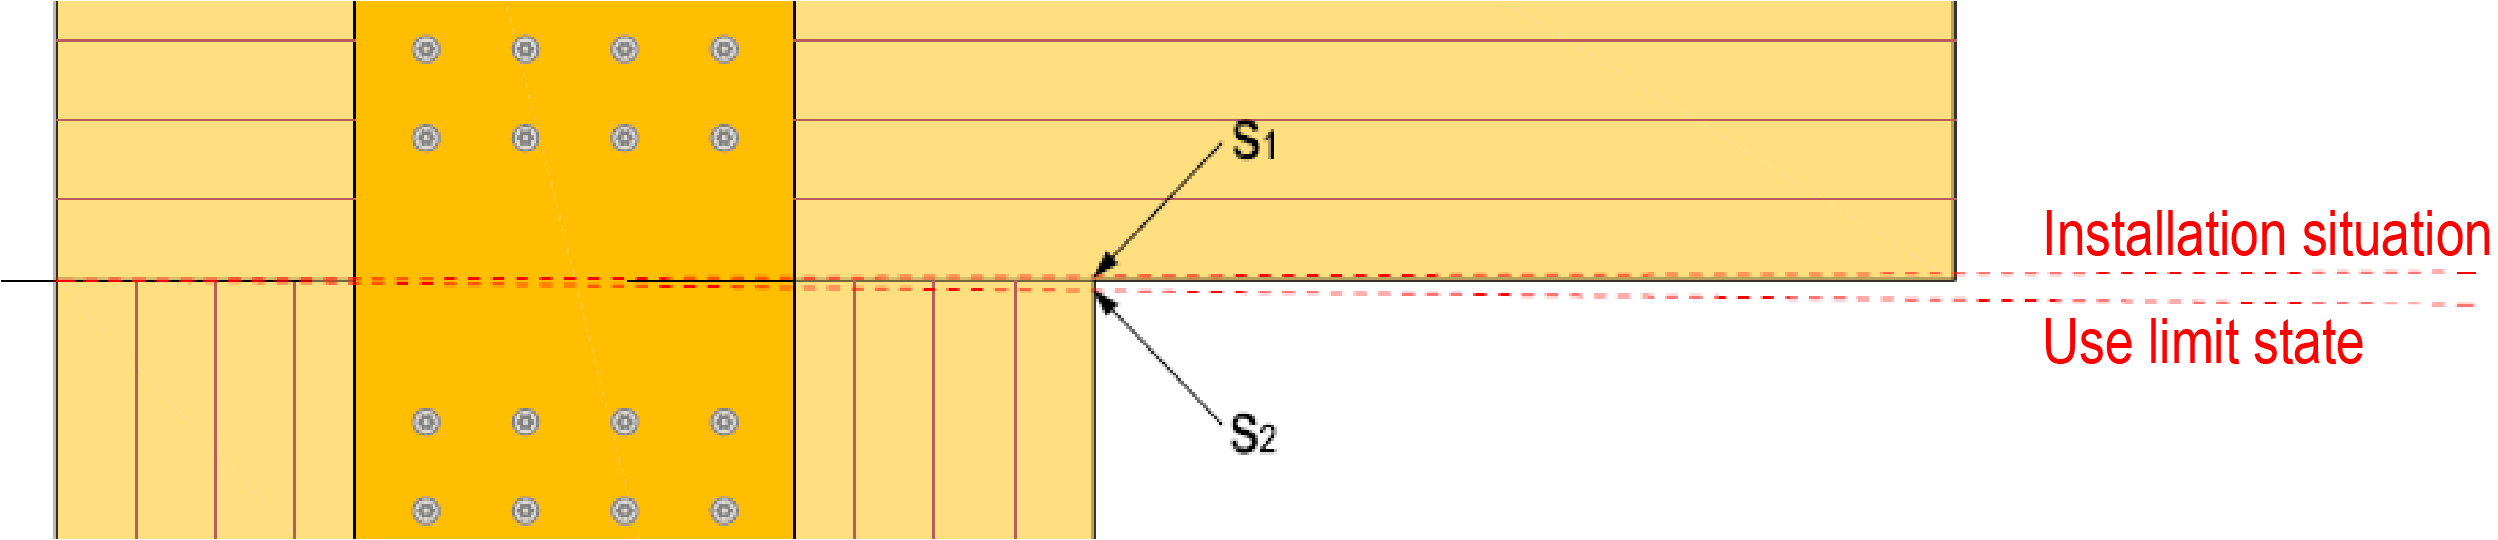 S1
Installation situation
Use limit state
S2